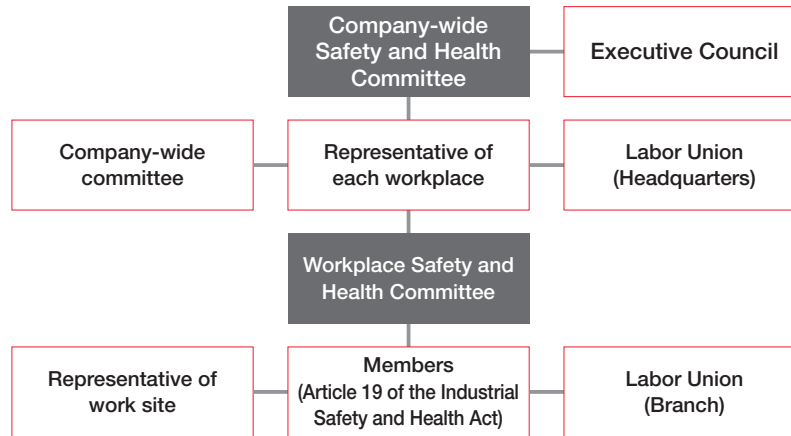 Company-wide
Safety and Health
Committee
Executive Council
Company-wide
committee
Representative of
each workplace
Labor Union
(Headquarters)
Workplace Safety and
Health Committee
Representative of
work site
Members
(Article 19 of the Industrial
Safety and Health Act)
Labor Union
(Branch)